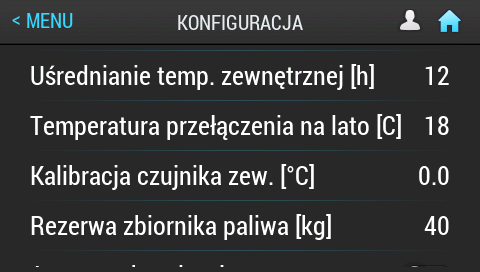 < MENU KONFIGURACJA
Uśrednianie temp. zewnętrznej [h] 12
Temperatura przełączenia na lato [C] 18
Kalibracja czujnika zew. [°C] 0.0
Rezerwa zbiornika paliwa [kg] 40